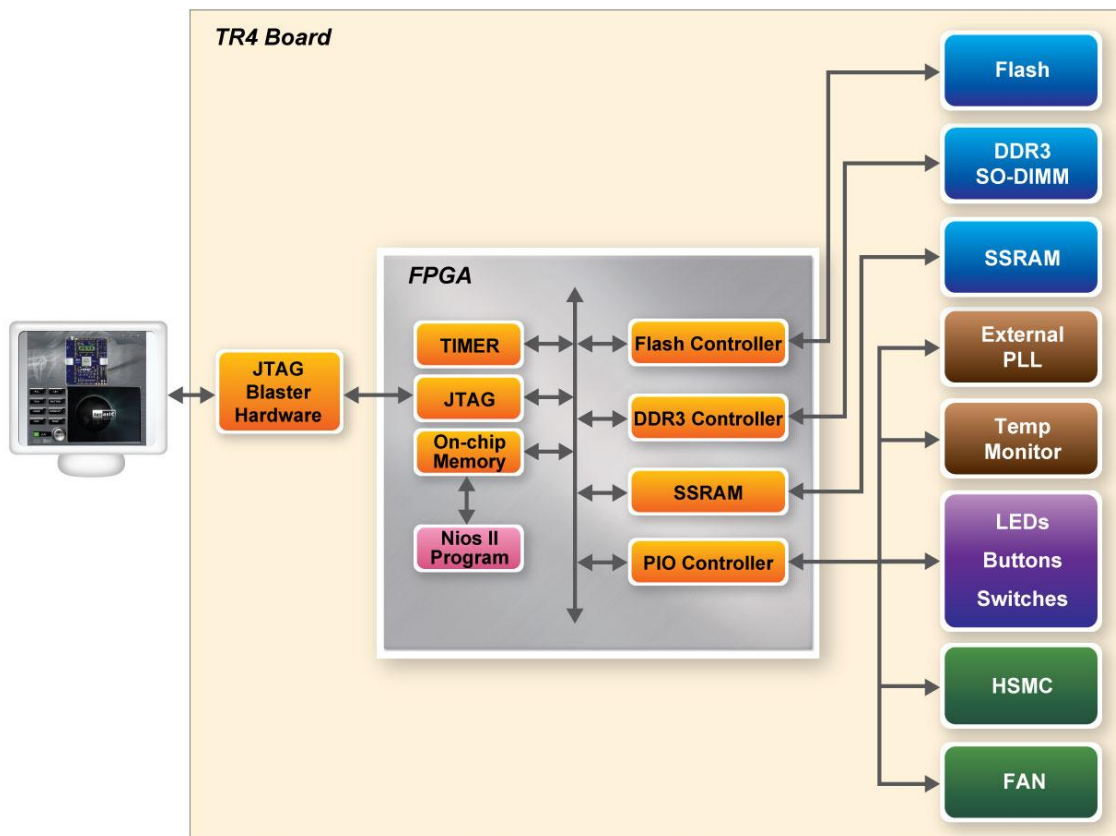 TR4 Board
Flash
DDR3
SO-DIMM
SSRAM
External
PLL
Temp
Monitor
LEDs
Buttons
Switches
HSMC
FAN
FPGA
TIMER
JTAG
On-chip
Memory
Nios II
Program
Flash Controller
DDR3 Controller
SSRAM
PIO Controller
JTAG
Blaster
Hardware